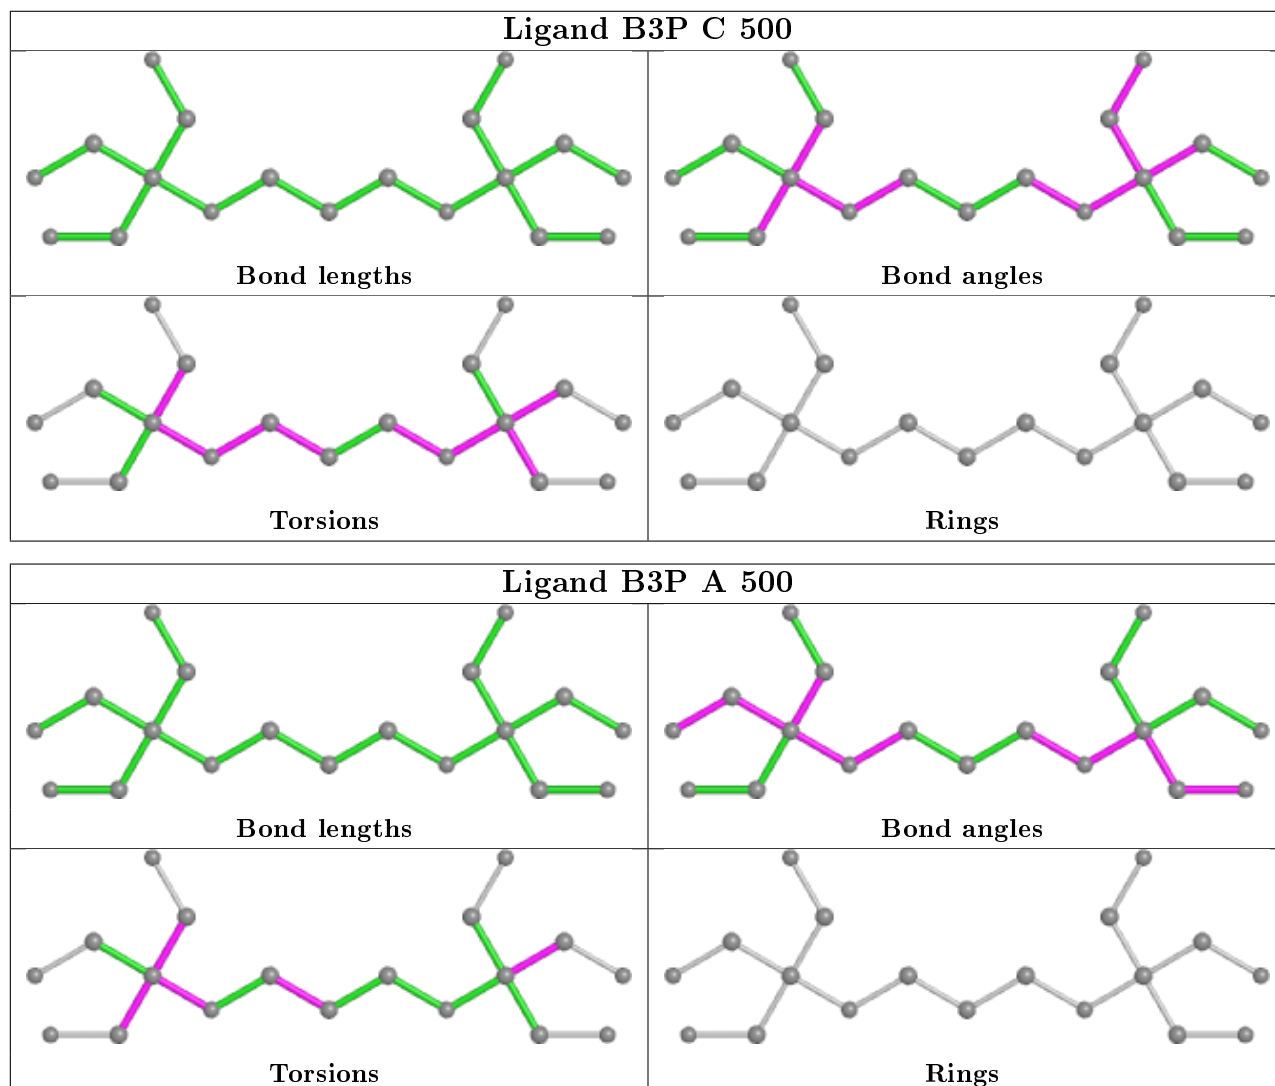 Ligand B3P C 500
Bond lengths
Bond angles
Torsions
Rings
Ligand B3P A 500
Bond lengths
Bond angles
Torsions
Rings